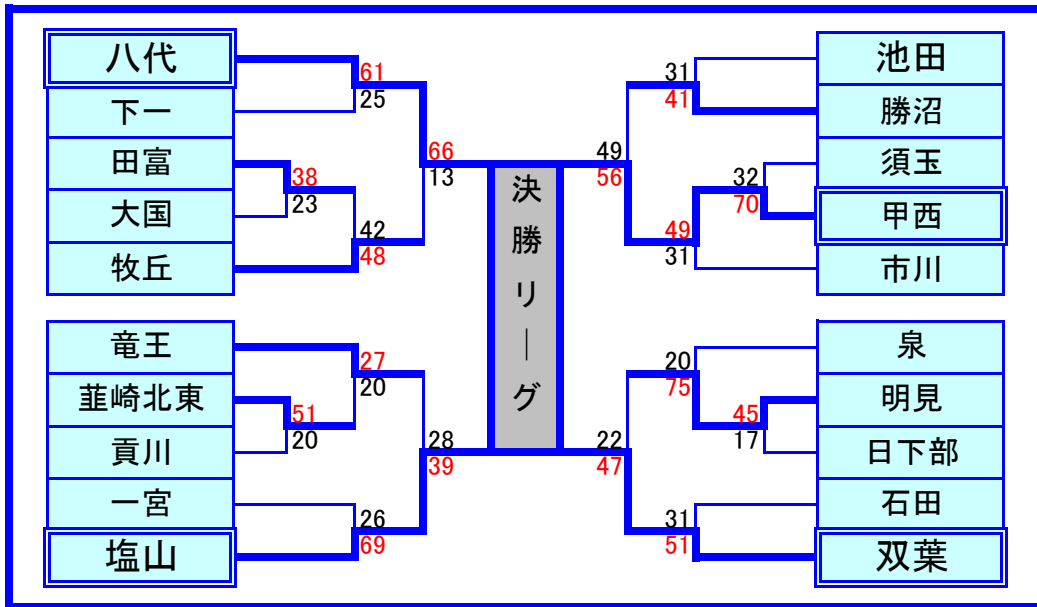 八代
61
25
下一
田富
38
23
大国
42
48
牧丘
66
13
竜王
27
20
韮崎北東
51
20
貢川
28
39
一宮
26
69
塩山
決勝リーグ
池田
31
41
勝沼
49
56
須玉
32
70
甲西
49
31
市川
泉
20
75
明見
45
17
日下部
22
47
石田
31
51
双葉